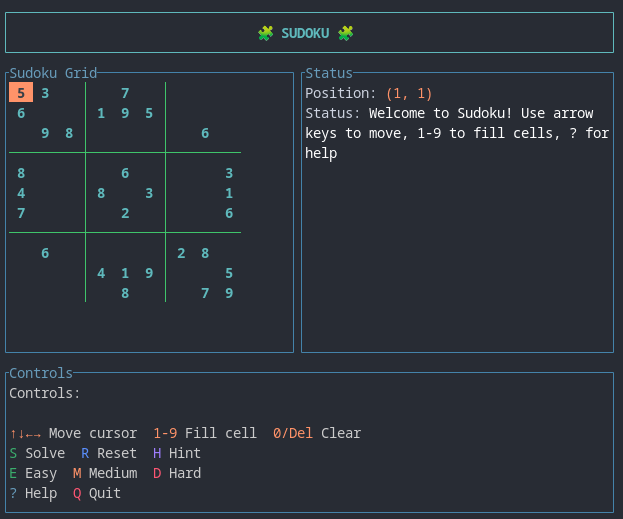 🧩 SUDOKU 🧩
Sudoku Grid
5 3 7
6 1 9 5
9 8 6
8 6 3
4 8 3 1
7 2 6
6 2 8
4 1 9 5
8 7 9
Status
Position: (1, 1)
Status: Welcome to Sudoku! Use arrow
keys to move, 1-9 to fill cells, ? for
help
Controls
Controls:
↑↓←→ Move cursor 1-9 Fill cell 0/Del Clear
S Solve R Reset H Hint
E Easy M Medium D Hard
? Help Q Quit